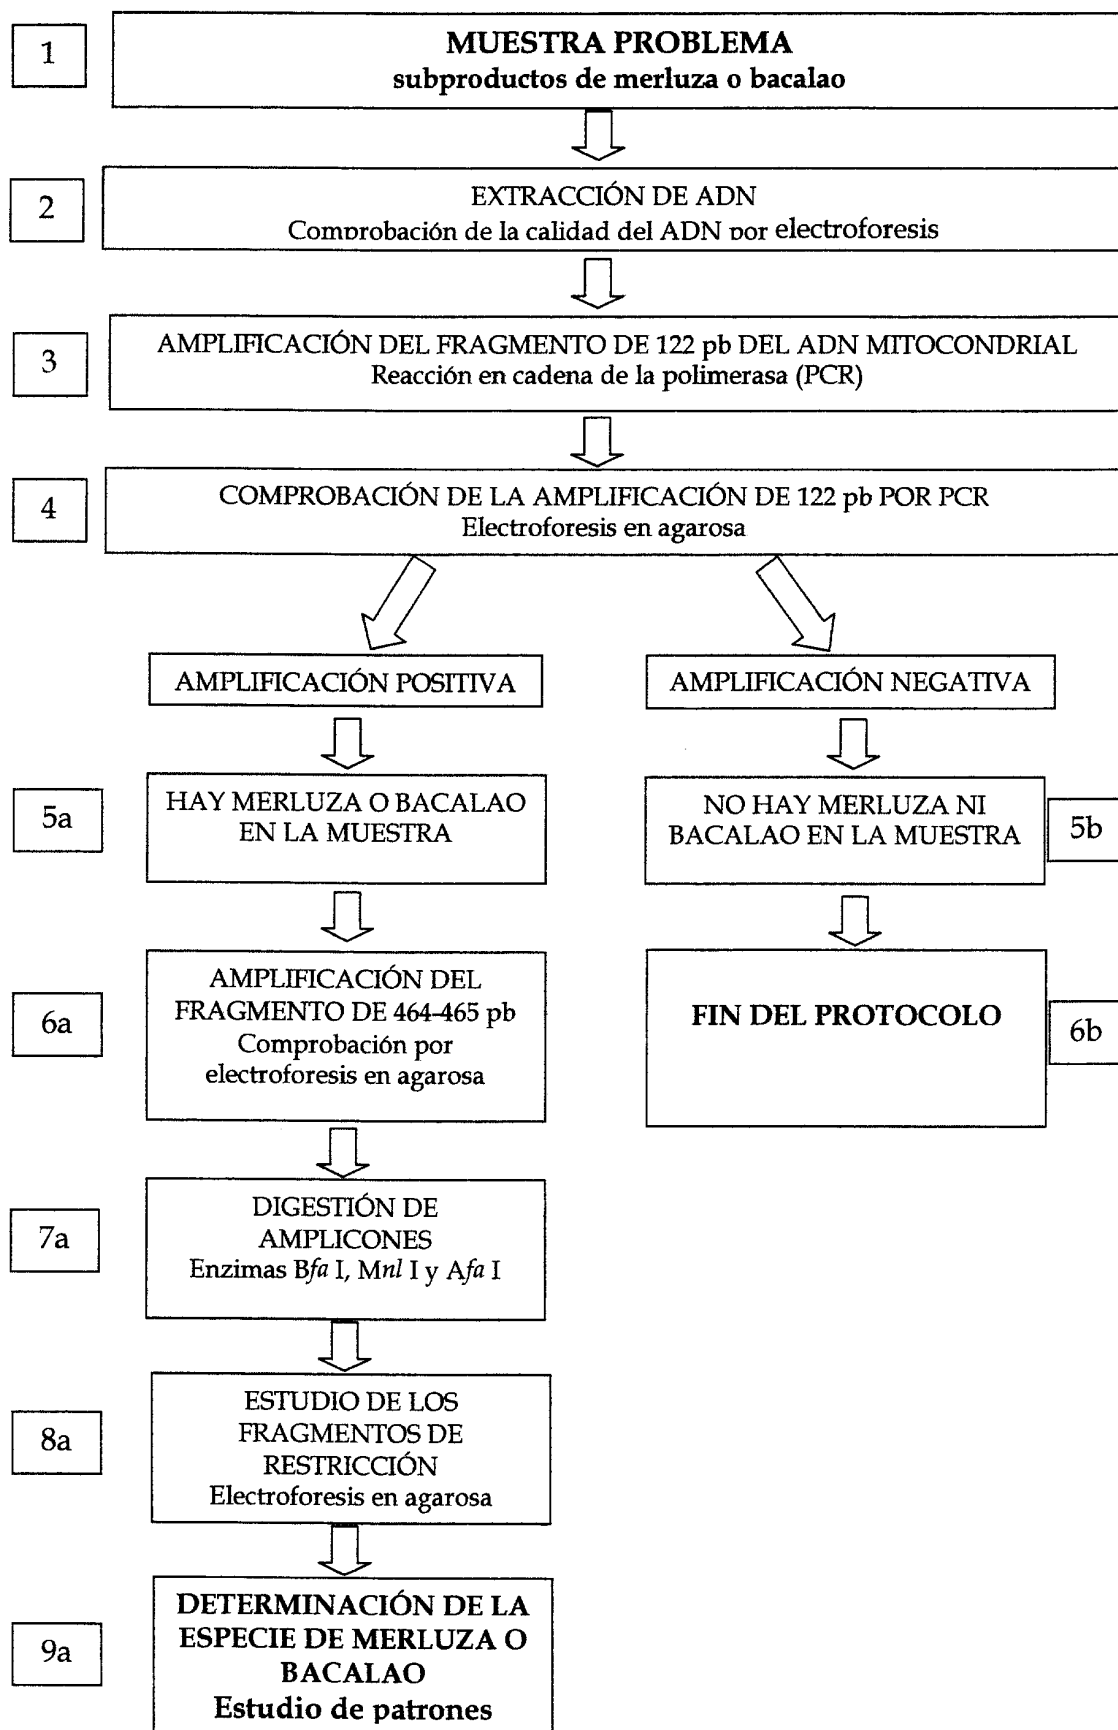 1
MUESTRA PROBLEMA
subproductos de merluza o bacalao
2
EXTRACCIÓN DE ADN
Comprobación de la calidad del ADN por electroforesis
3
AMPLIFICACIÓN DEL FRAGMENTO DE 122 pb DEL ADN MITOCONDRIAL
Reacción en cadena de la polimerasa (PCR)
4
COMPROBACIÓN DE LA AMPLIFICACIÓN DE 122 pb POR PCR
Electroforesis en agarosa
AMPLIFICACIÓN POSITIVA
AMPLIFICACIÓN NEGATIVA
5a
HAY MERLUZA O BACALAO
EN LA MUESTRA
NO HAY MERLUZA NI
BACALAO EN LA MUESTRA
5b
6a
AMPLIFICACIÓN DEL
FRAGMENTO DE 464-465 pb
Comprobación por
electroforesis en agarosa
FIN DEL PROTOCOLO
6b
7a
DIGESTIÓN DE
AMPLICONES
Enzimas Bfa I, Mnl I y Afa I
8a
ESTUDIO DE LOS
FRAGMENTOS DE
RESTRICCIÓN
Electroforesis en agarosa
9a
DETERMINACIÓN DE LA
ESPECIE DE MERLUZA O
BACALAO
Estudio de patrones